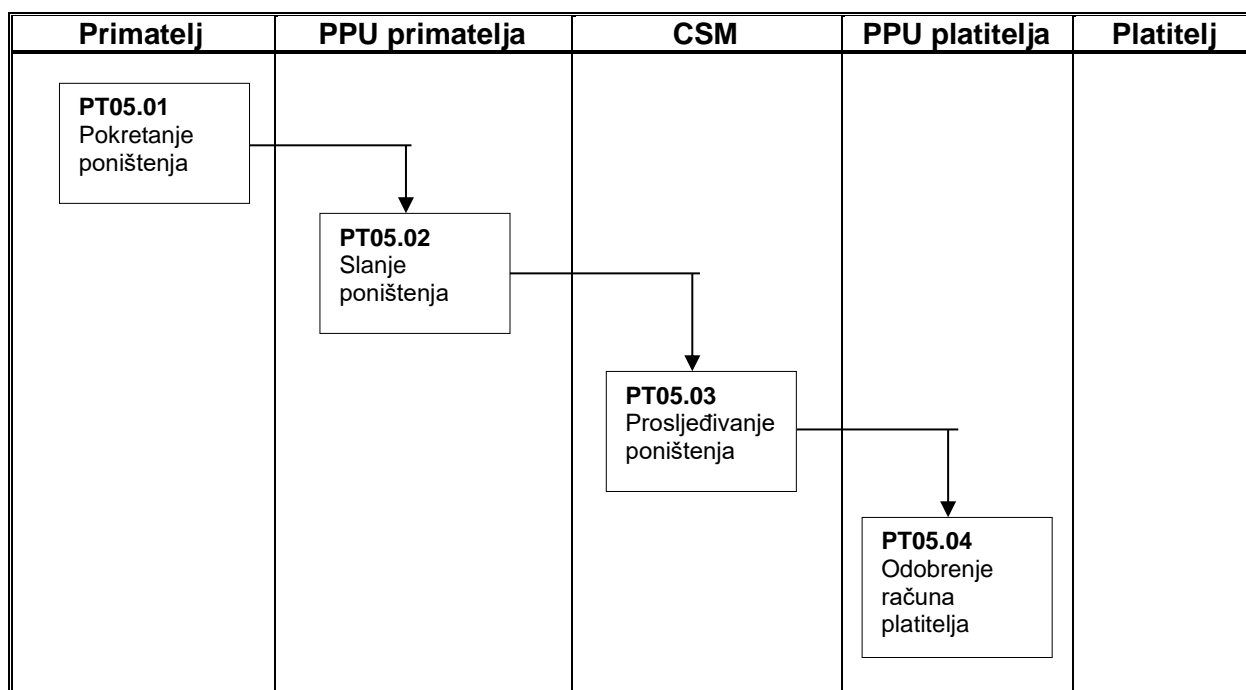 Primatelj PPU primatelja CSM PPU platitelja Platitelj
PT05.01
Pokretanje
poništenja
PT05.02
Slanje
poništenja
PT05.03
Prosljeđivanje
poništenja
PT05.04
Odobrenje
računa
platitelja